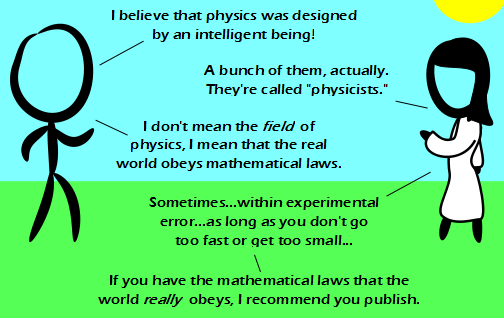 I believe that physics was designed
by an intelligent being!
A bunch of them, actually.
They're called "physicists."
I don't mean the field of
physics, I mean that the real
world obeys mathematical laws.
Sometimes...within experimental
error...as long as you don't go
too fast or get too small...
If you have the mathematical laws that the
world really obeys, I recommend you publish.